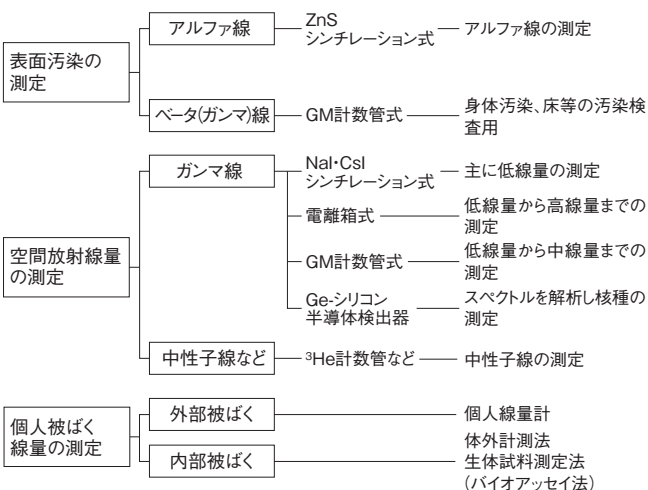 表面汚染の
測定
アルファ線
ZnS
シンチレーション式
アルファ線の測定
ベータ(ガンマ)線
GM計数管式
身体汚染、床等の汚染検
査用
空間放射線量
の測定
ガンマ線
NaI・CsI
シンチレーション式
主に低線量の測定
電離箱式
低線量から高線量までの
測定
GM計数管式
低線量から中線量までの
測定
Ge-シリコン
半導体検出器
スペクトルを解析し核種の
測定
中性子線など
³He計数管など
中性子線の測定
個人被ばく
線量の測定
外部被ばく
個人線量計
内部被ばく
体外計測法
生体試料測定法
(バイオアッセイ法)